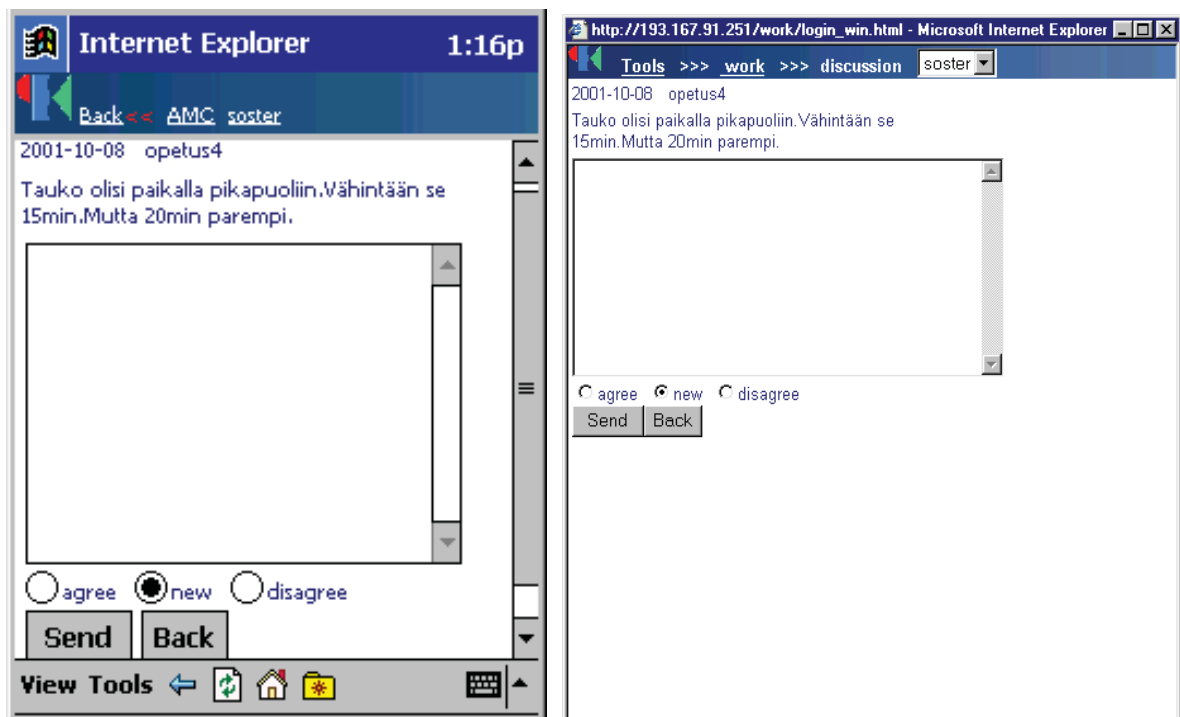 Internet Explorer 1:16p
Back<< AMC soster
2001-10-08 opetus4
Tauko olisi paikalla pikapuoliin.Vähintään se
15min.Mutta 20min parempi.
agree new disagree
Send Back
View Tools
http://193.167.91.251/work/login_win.html - Microsoft Internet Explorer
Tools >>> work >>> discussion soster
2001-10-08 opetus4
Tauko olisi paikalla pikapuoliin.Vähintään se
15min.Mutta 20min parempi.
agree new disagree
Send Back